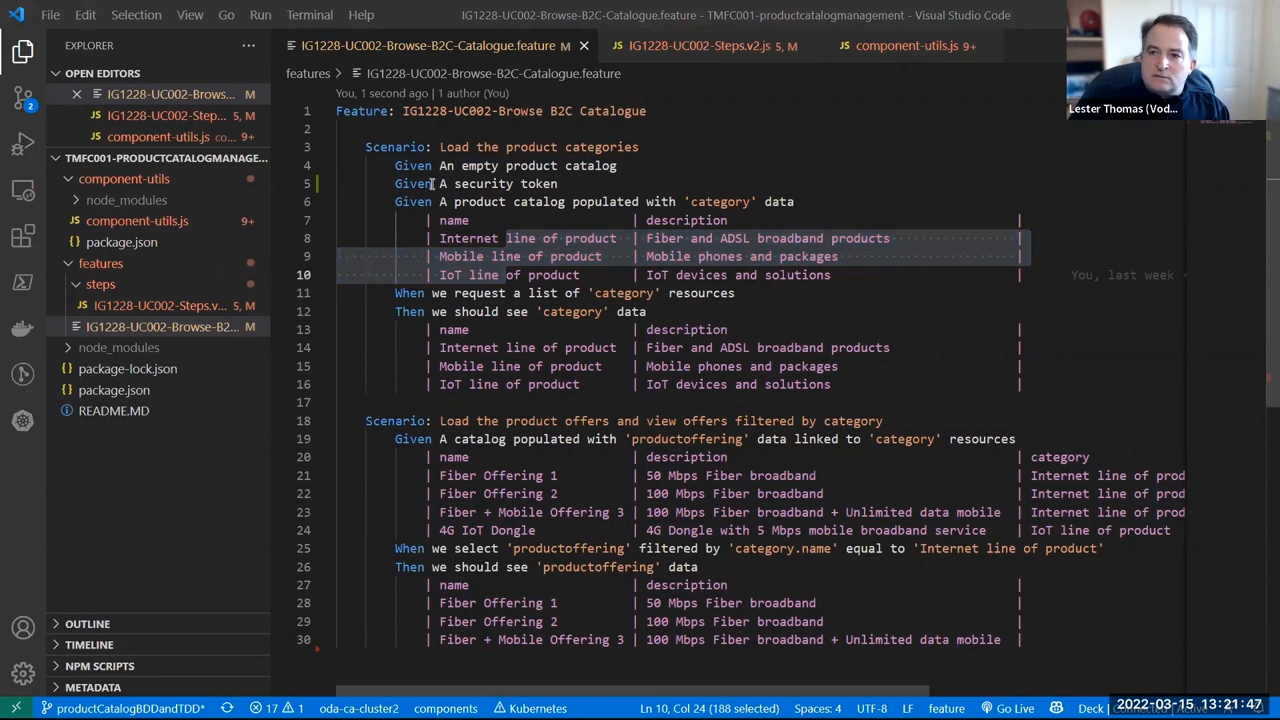 File Edit Selection View Go Run Terminal Help
IG1228-UC002-Browse-B2C-Catalogue.feature - TMFC001-productcatalogmanagement - Visual Studio Code
EXPLORER ···
OPEN EDITORS
IG1228-UC002-Brows... M
IG1228-UC002-Step... 5, M
component-utils.js co... 9+
TMFC001-PRODUCTCATALOGMANAGE...
component-utils
node_modules
component-utils.js 9+
package.json
features
steps
IG1228-UC002-Steps.v... 5, M
IG1228-UC002-Browse-B2... M
node_modules
package-lock.json
package.json
README.MD
OUTLINE
TIMELINE
NPM SCRIPTS
METADATA
2
IG1228-UC002-Browse-B2C-Catalogue.feature M
IG1228-UC002-Steps.v2.js 5, M
component-utils.js 9+
Lester Thomas (Vod...
features > IG1228-UC002-Browse-B2C-Catalogue.feature
You, 1 second ago | 1 author (You)
1 Feature: IG1228-UC002-Browse B2C Catalogue
2
3 Scenario: Load the product categories
4 Given An empty product catalog
5 Given A security token
6 Given A product catalog populated with 'category' data
7 | name | description |
8 | Internet line of product | Fiber and ADSL broadband products |
9 | Mobile line of product | Mobile phones and packages |
10 | IoT line of product | IoT devices and solutions | You, last week
11 When we request a list of 'category' resources
12 Then we should see 'category' data
13 | name | description |
14 | Internet line of product | Fiber and ADSL broadband products |
15 | Mobile line of product | Mobile phones and packages |
16 | IoT line of product | IoT devices and solutions |
17
18 Scenario: Load the product offers and view offers filtered by category
19 Given A catalog populated with 'productoffering' data linked to 'category' resources
20 | name | description | category
21 | Fiber Offering 1 | 50 Mbps Fiber broadband | Internet line of prod
22 | Fiber Offering 2 | 100 Mbps Fiber broadband | Internet line of prod
23 | Fiber + Mobile Offering 3 | 100 Mbps Fiber broadband + Unlimited data mobile | Internet line of prod
24 | 4G IoT Dongle | 4G Dongle with 5 Mbps mobile broadband service | IoT line of product
25 When we select 'productoffering' filtered by 'category.name' equal to 'Internet line of product'
26 Then we should see 'productoffering' data
27 | name | description |
28 | Fiber Offering 1 | 50 Mbps Fiber broadband |
29 | Fiber Offering 2 | 100 Mbps Fiber broadband |
30 | Fiber + Mobile Offering 3 | 100 Mbps Fiber broadband + Unlimited data mobile |
productCatalogBDDandTDD* 17 1 oda-ca-cluster2 components Kubernetes Ln 10, Col 24 (188 selected) Spaces: 4 UTF-8 LF feature Go Live Deck
2022-03-15 13:21:47